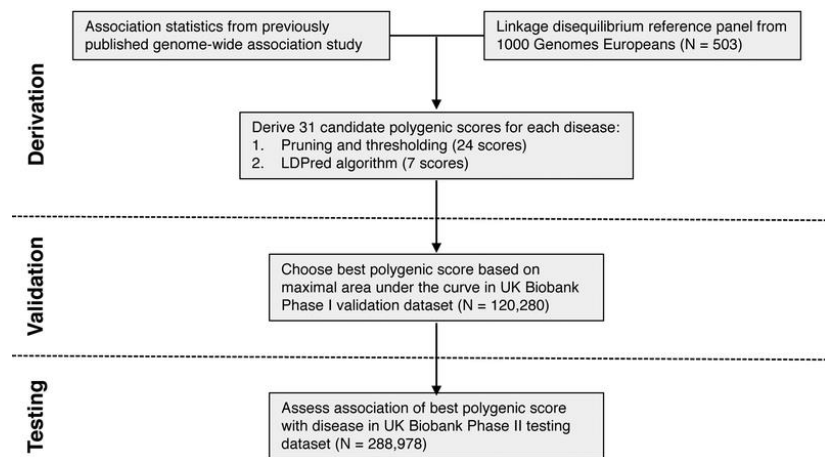 Association statistics from previously
published genome-wide association study
Linkage disequilibrium reference panel from
1000 Genomes Europeans (N = 503)
Derivation
Derive 31 candidate polygenic scores for each disease:
1. Pruning and thresholding (24 scores)
2. LDPred algorithm (7 scores)
Validation
Choose best polygenic score based on
maximal area under the curve in UK Biobank
Phase I validation dataset (N = 120,280)
Testing
Assess association of best polygenic score
with disease in UK Biobank Phase II testing
dataset (N = 288,978)